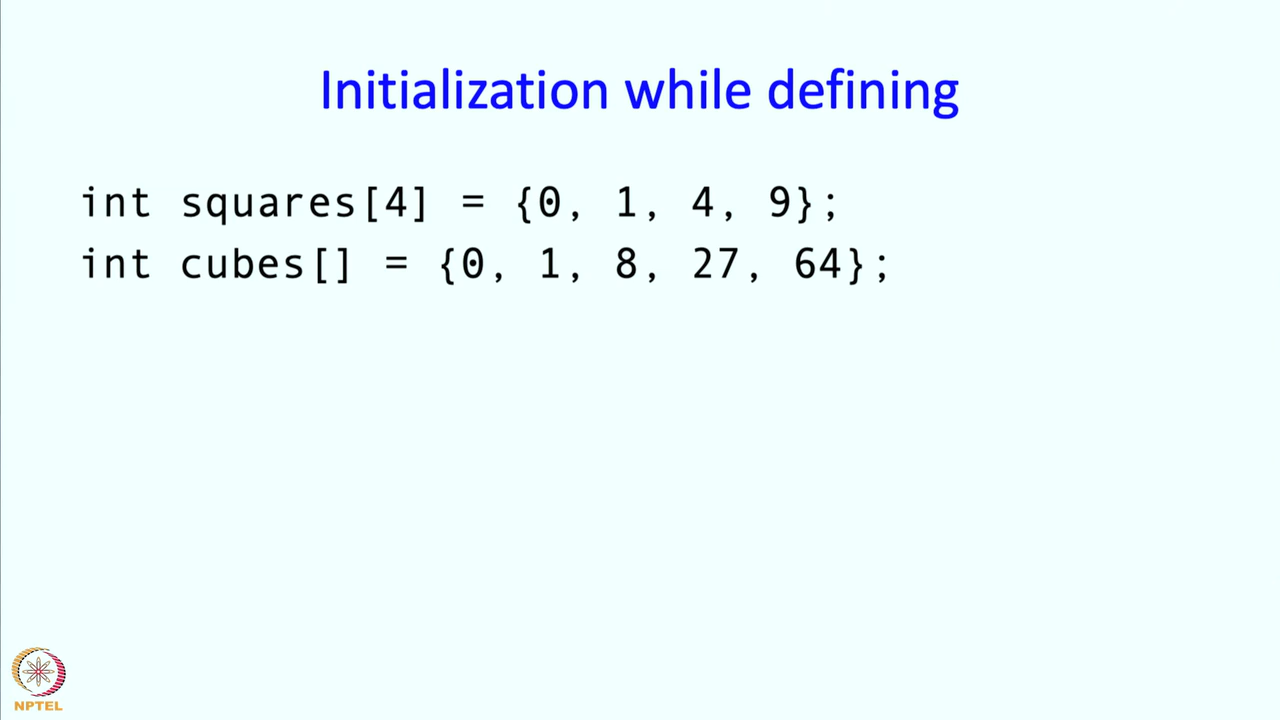 Initialization while defining
int squares[4] = {0, 1, 4, 9};
int cubes[] = {0, 1, 8, 27, 64};
NPTEL